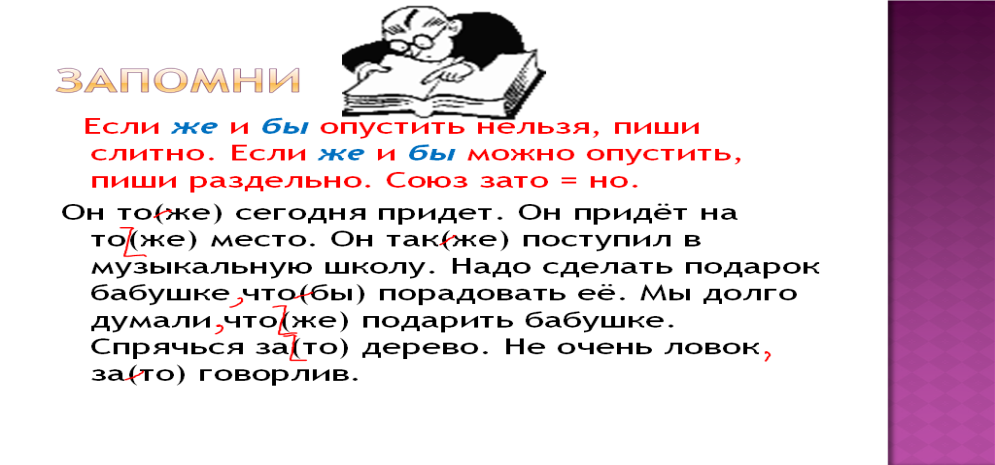 ЗАПОМНИ
Если же и бы опустить нельзя, пиши
слитно. Если же и бы можно опустить,
пиши раздельно. Союз зато = но.
Он то(же) сегодня придет. Он придёт на
то(же) место. Он так(же) поступил в
музыкальную школу. Надо сделать подарок
бабушке,что(бы) порадовать её. Мы долго
думали,что(же) подарить бабушке.
Спрячься за(то) дерево. Не очень ловок,
за(то) говорлив.